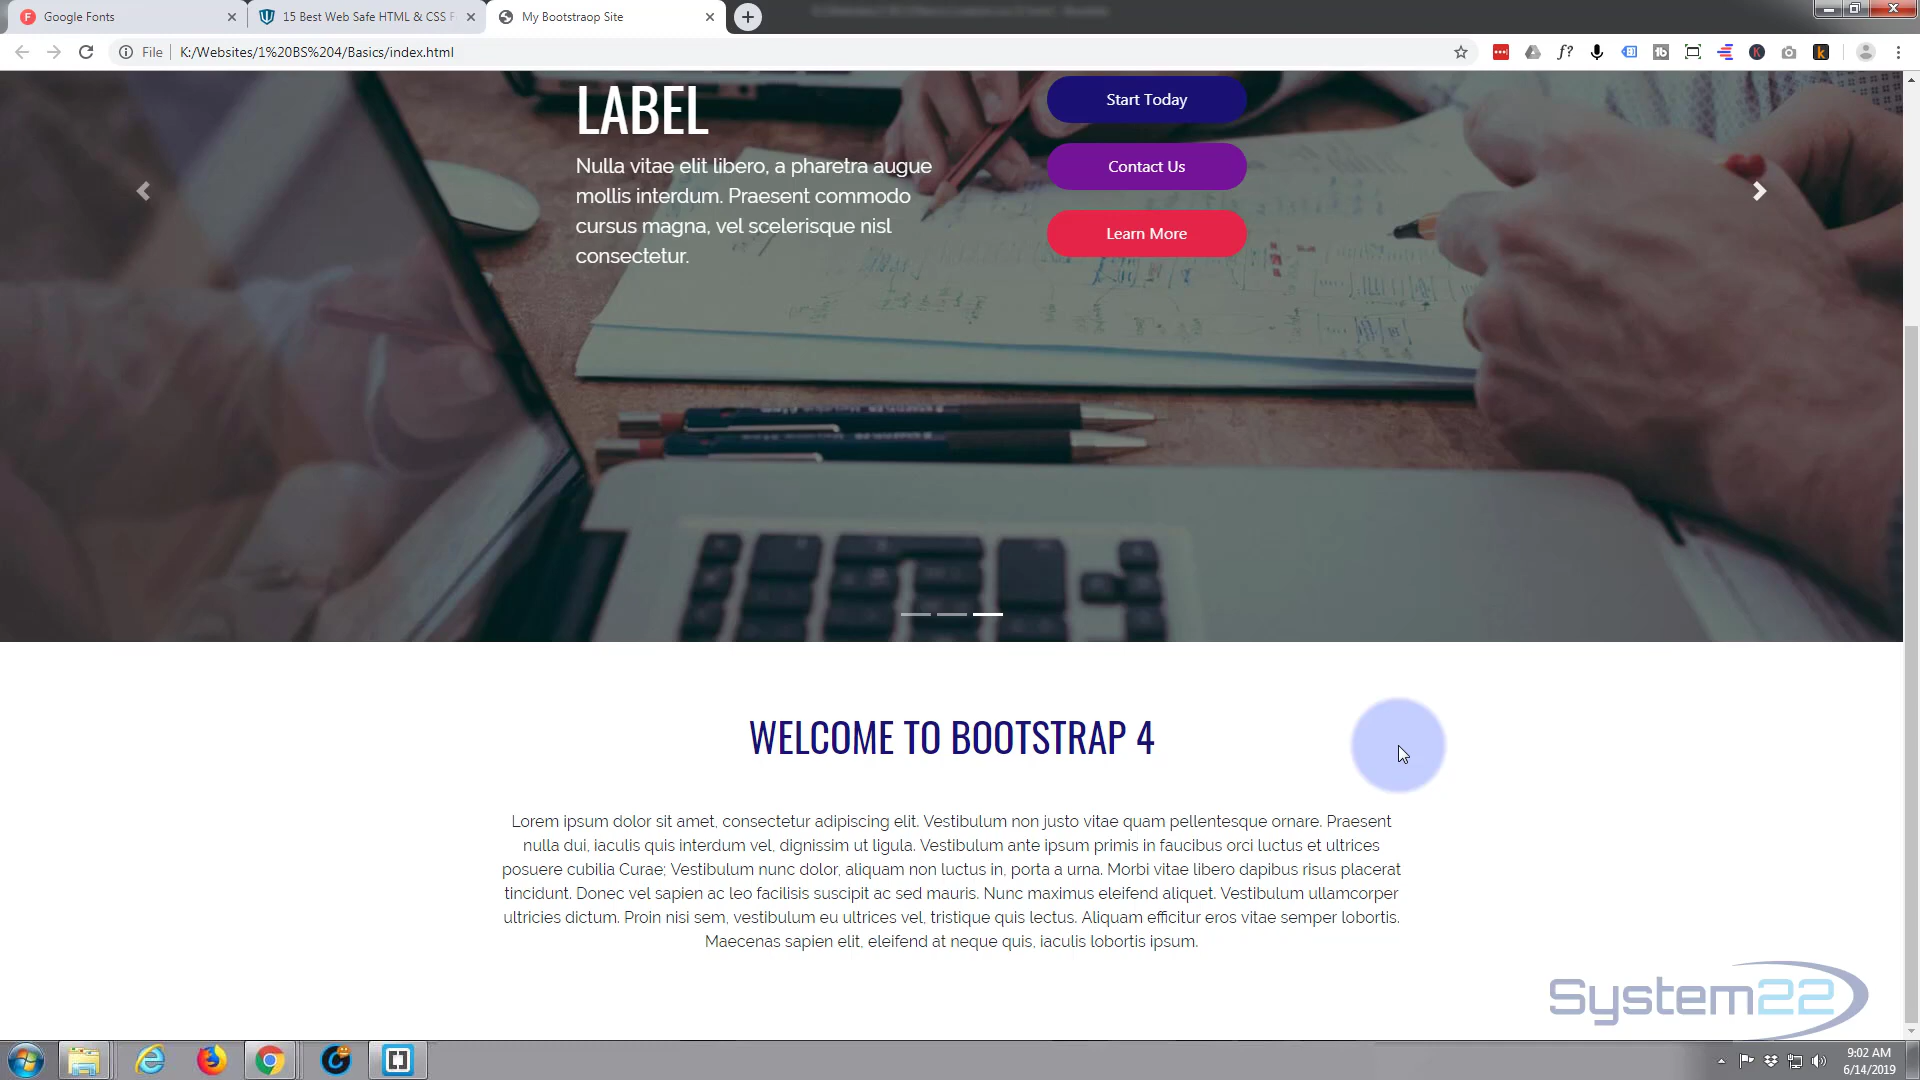 Google Fonts
15 Best Web Safe HTML & CSS F
My Bootstraop Site
File
K:/Websites/1%20BS%204/Basics/index.html
LABEL
Nulla vitae elit libero, a pharetra augue
mollis interdum. Praesent commodo
cursus magna, vel scelerisque nisl
consectetur.
Start Today
Contact Us
Learn More
WELCOME TO BOOTSTRAP 4
Lorem ipsum dolor sit amet, consectetur adipiscing elit. Vestibulum non justo vitae quam pellentesque ornare. Praesent
nulla dui, iaculis quis interdum vel, dignissim ut ligula. Vestibulum ante ipsum primis in faucibus orci luctus et ultrices
posuere cubilia Curae; Vestibulum nunc dolor, aliquam non luctus in, porta a urna. Morbi vitae libero dapibus risus placerat
tincidunt. Donec vel sapien ac leo facilisis suscipit ac sed mauris. Nunc maximus eleifend aliquet. Vestibulum ullamcorper
ultricies dictum. Proin nisi sem, vestibulum eu ultrices vel, tristique quis lectus. Aliquam efficitur eros vitae semper lobortis.
Maecenas sapien elit, eleifend at neque quis, iaculis lobortis ipsum.
System22
9:02 AM
6/14/2019